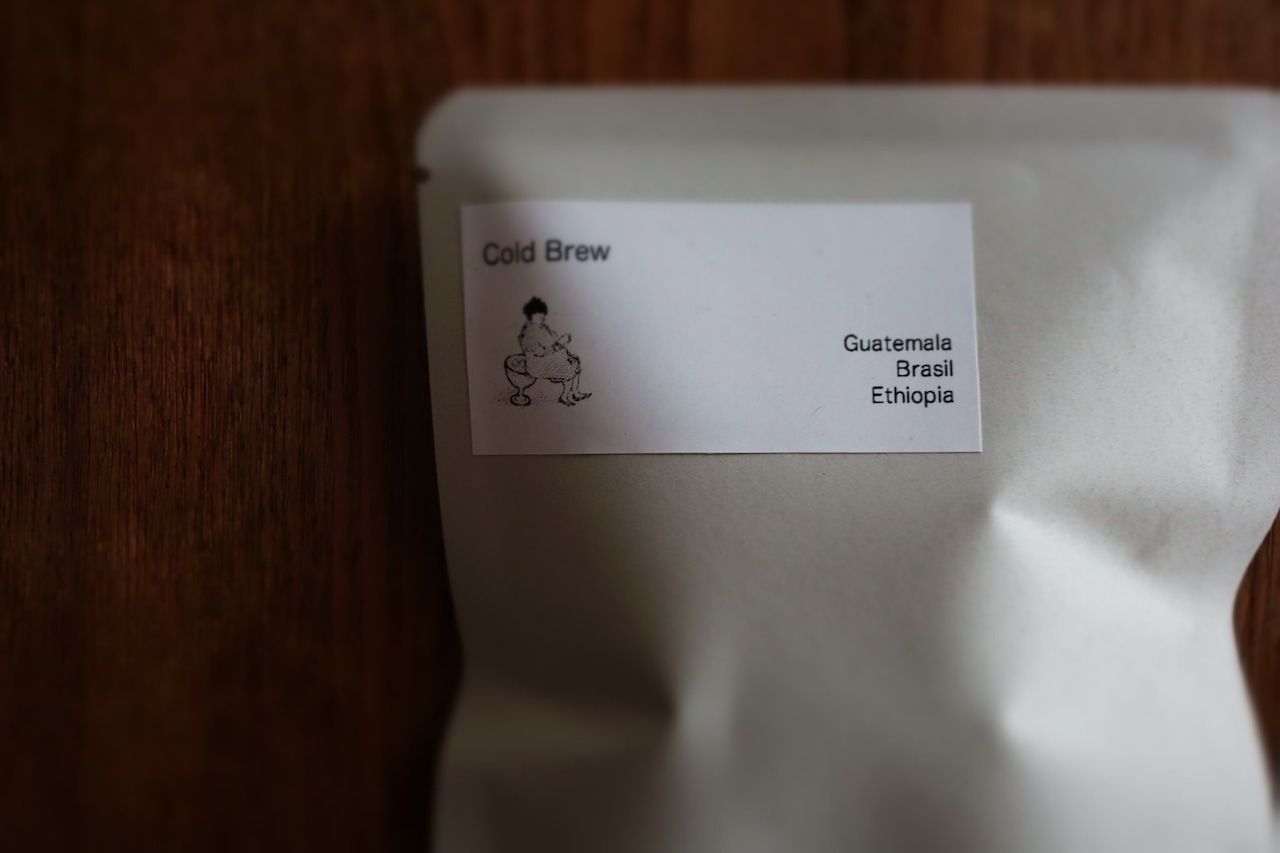 Cold Brew
Guatemala
Brasil
Ethiopia